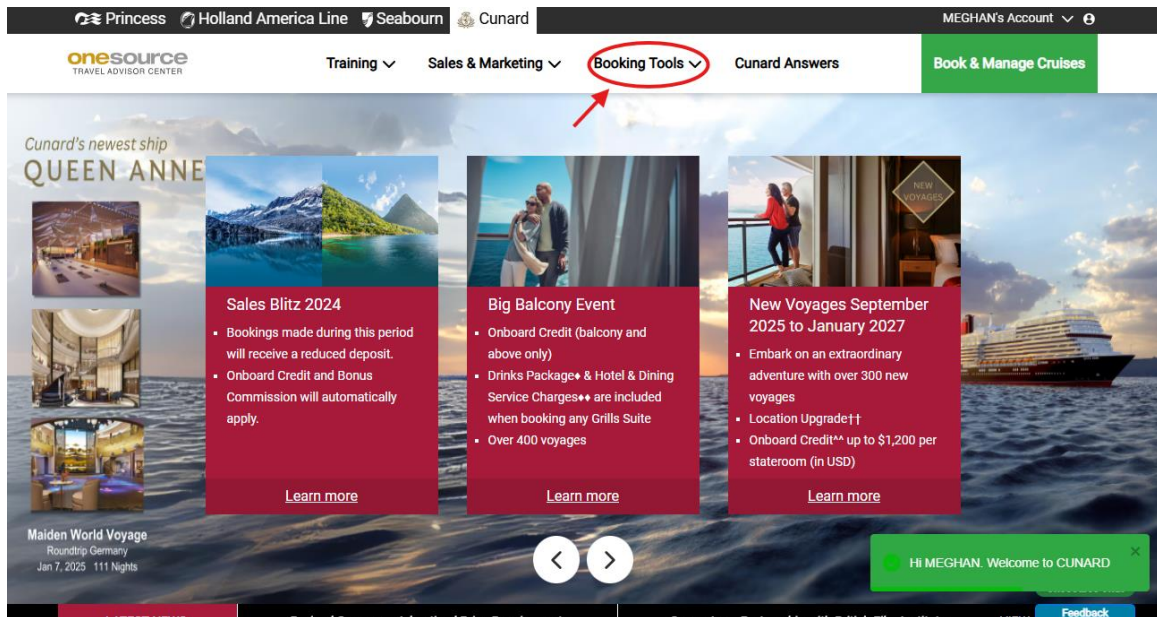 Princess Holland America Line Seabourn Cunard MEGHAN's Account
onesource
TRAVEL ADVISOR CENTER
Training Sales & Marketing Booking Tools Cunard Answers Book & Manage Cruises
Cunard's newest ship
QUEEN ANNE
NEW
VOYAGES
Sales Blitz 2024
▪ Bookings made during this period
will receive a reduced deposit.
▪ Onboard Credit and Bonus
Commission will automatically
apply.
Learn more
Big Balcony Event
▪ Onboard Credit (balcony and
above only)
▪ Drinks Package♦ & Hotel & Dining
Service Charges♦♦ are included
when booking any Grills Suite
▪ Over 400 voyages
Learn more
New Voyages September
2025 to January 2027
▪ Embark on an extraordinary
adventure with over 300 new
voyages
▪ Location Upgrade††
▪ Onboard Credit^^ up to $1,200 per
stateroom (in USD)
Learn more
Maiden World Voyage
Roundtrip Germany
Jan 7, 2025 111 Nights
Hi MEGHAN. Welcome to CUNARD
Feedback